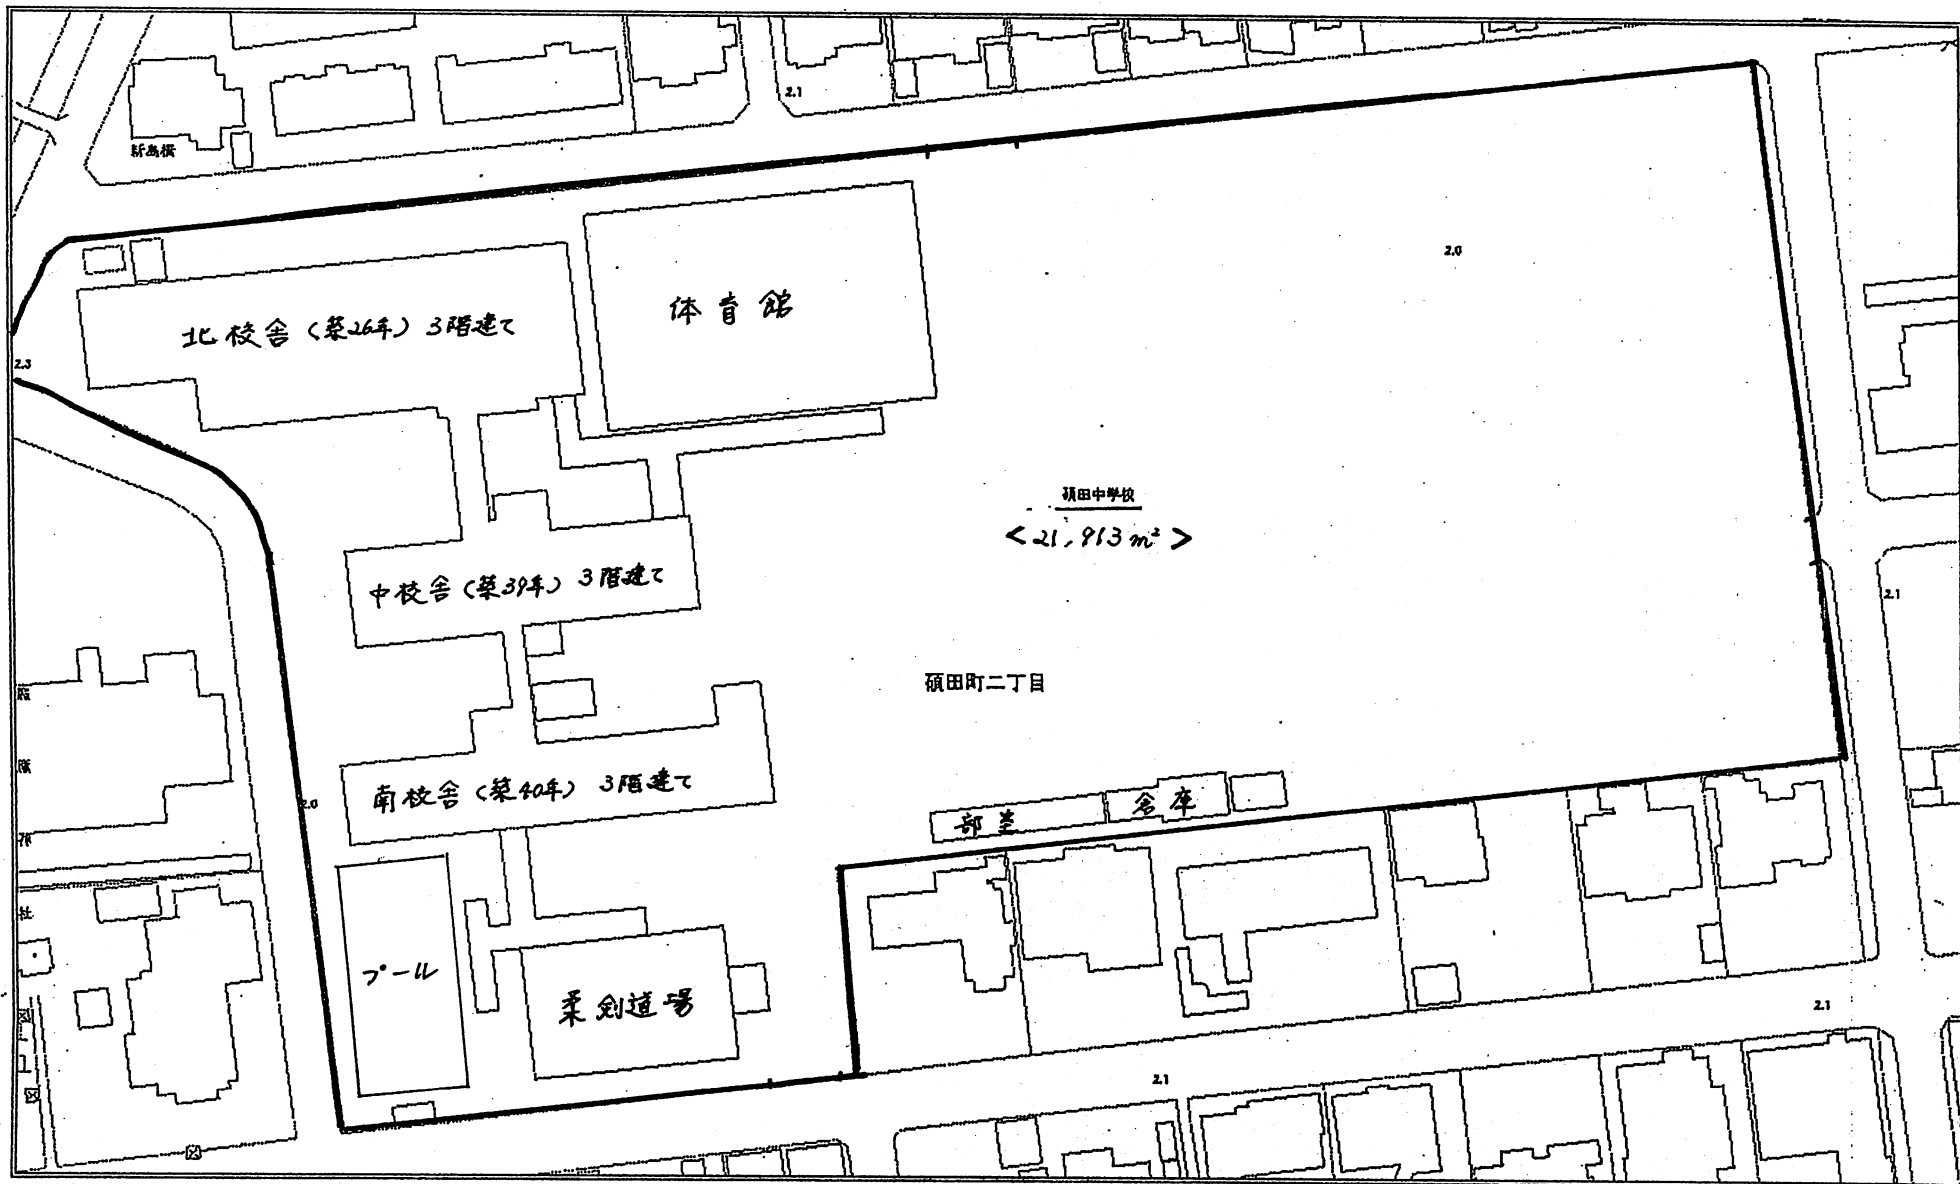 2.1
新島橋
2.0
体育館
北校舎(築26年) 3階建て
2.3
碩田中学校
<21,913㎡>
中校舎(築39年) 3階建て
2.1
碩田町二丁目
南校舎(築40年) 3階建て
2.0
部室
倉庫
プール
柔剣道場
社
2.1
2.1